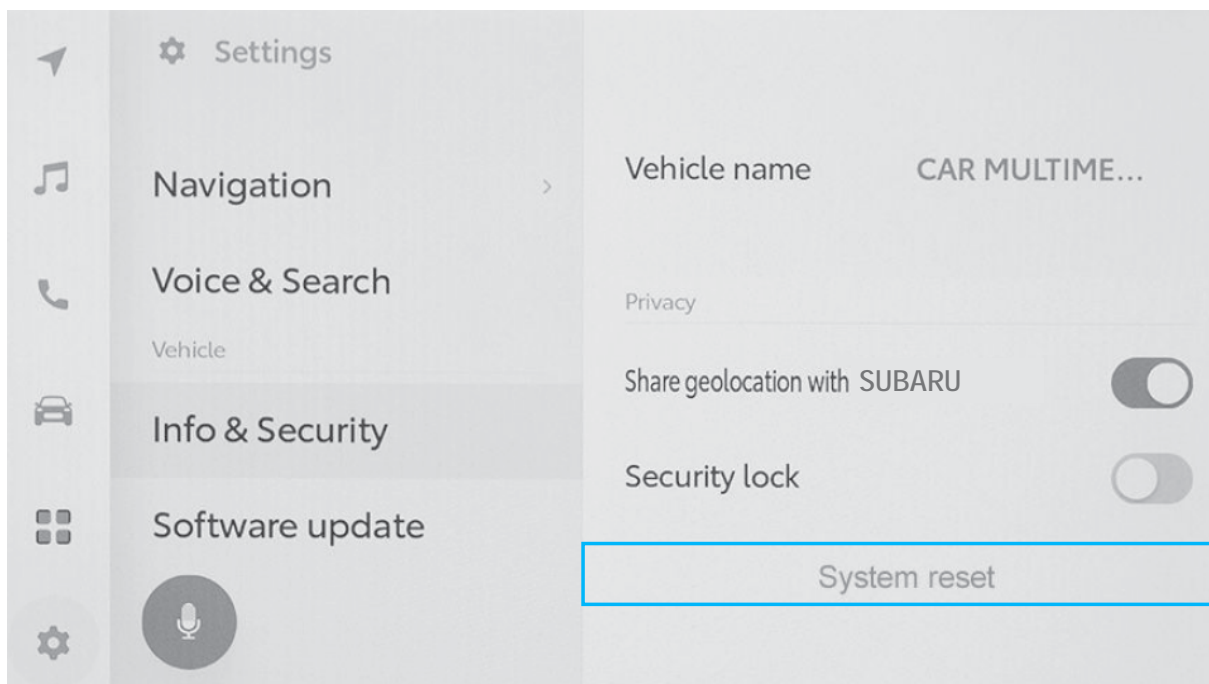 Settings
Navigation
Voice & Search
Vehicle
Info & Security
Software update
Vehicle name CAR MULTIME...
Privacy
Share geolocation with SUBARU
Security lock
System reset